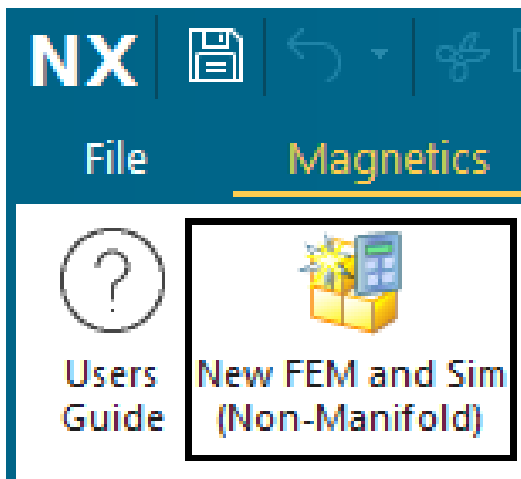 NX
File Magnetics
?
Users Guide
New FEM and Sim
(Non-Manifold)